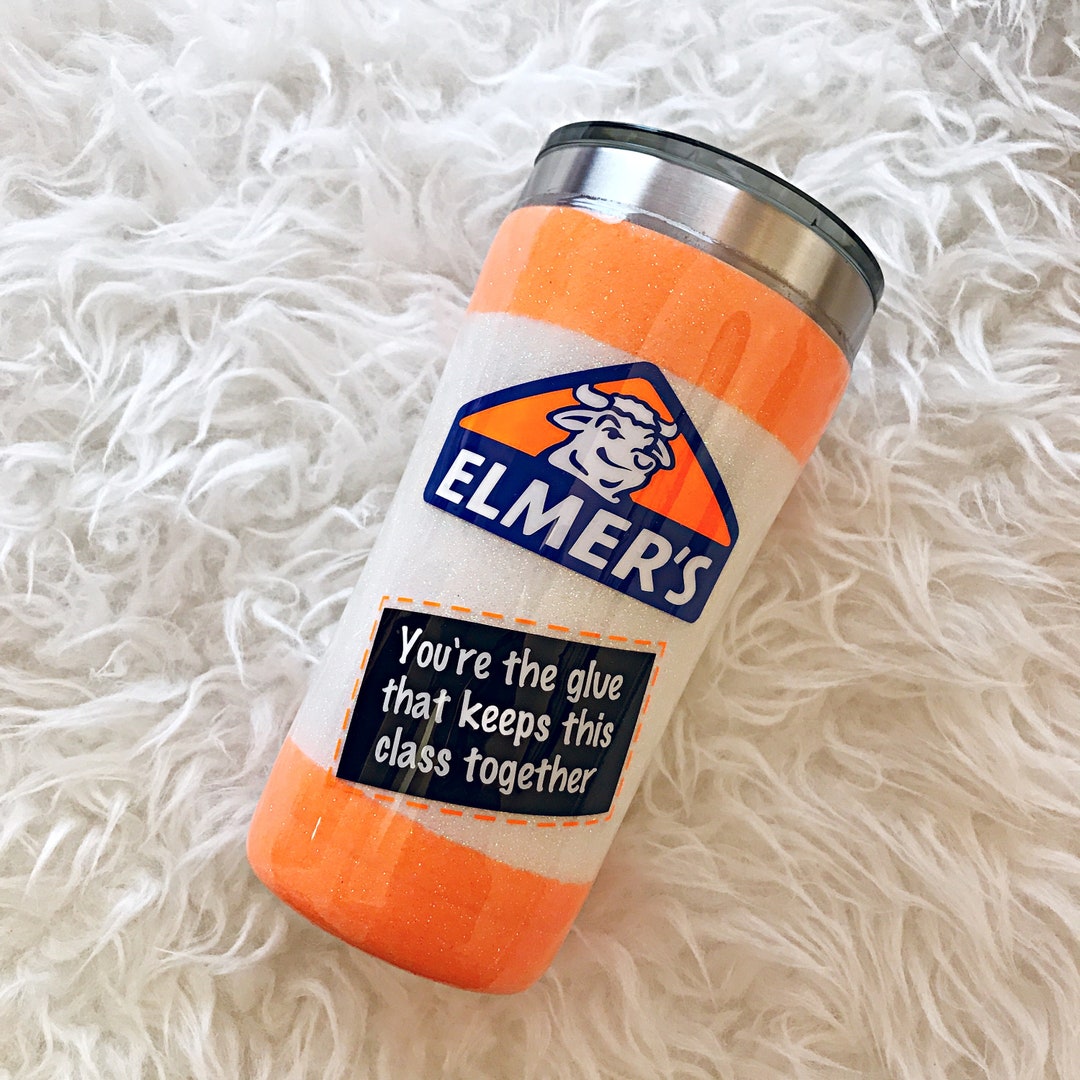 ELMER'S
You're the glue
that keeps this
class together